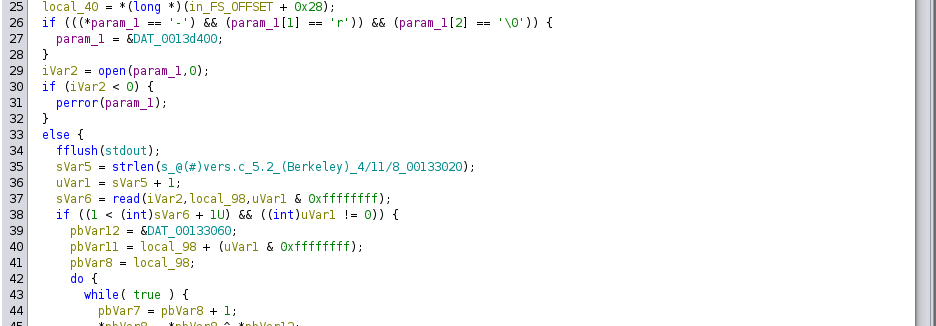 25 local_40 = *(long *)(in_FS_OFFSET + 0x28);
26 if (((*param_1 == '-') && (param_1[1] == 'r')) && (param_1[2] == '\0')) {
27 param_1 = &DAT_0013d400;
28 }
29 iVar2 = open(param_1,0);
30 if (iVar2 < 0) {
31 perror(param_1);
32 }
33 else {
34 fflush(stdout);
35 sVar5 = strlen(s_@(#)vers.c_5.2_(Berkeley)_4/11/8_00133020);
36 uVar1 = sVar5 + 1;
37 sVar6 = read(iVar2,local_98,uVar1 & 0xffffffff);
38 if ((1 < (int)sVar6 + 1U) && ((int)uVar1 != 0)) {
39 pbVar12 = &DAT_00133060;
40 pbVar11 = local_98 + (uVar1 & 0xffffffff);
41 pbVar8 = local_98;
42 do {
43 while( true ) {
44 pbVar7 = pbVar8 + 1;
45 *pbVar8 = *pbVar8 ^ *pbVar12;